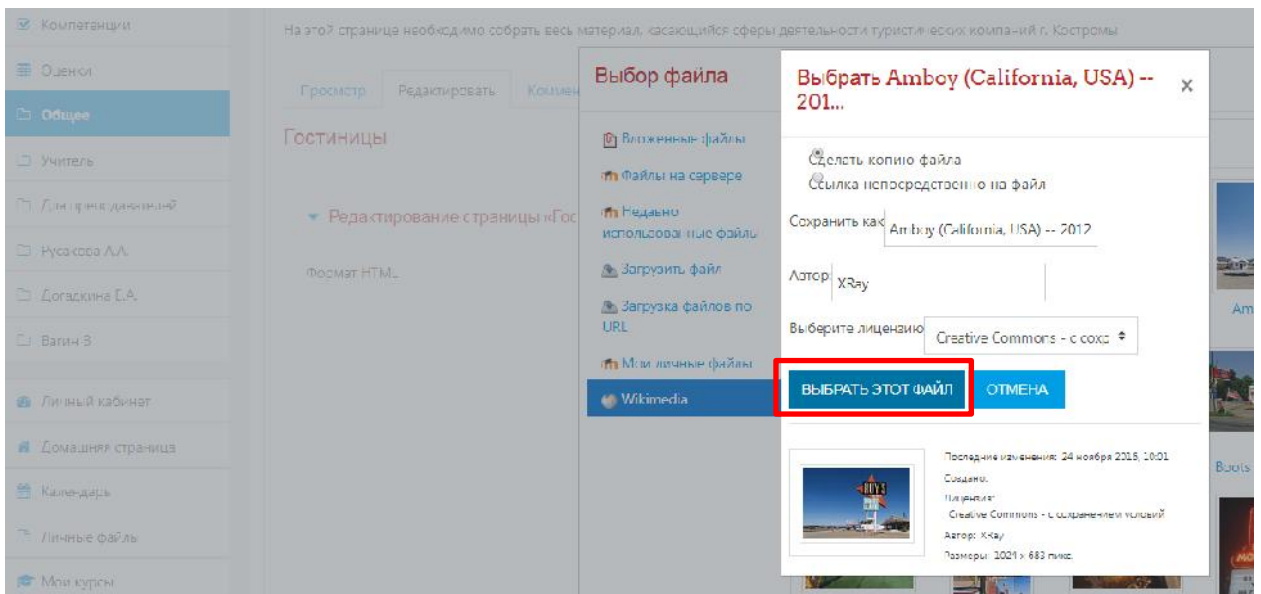 Компетенции
Оценки
Общее
Учитель
Для преподавателей
Русакова А.А.
Догадкина Е.А.
Вагин В
Личный кабинет
Домашняя страница
Календарь
Личные файлы
Мои курсы
На этой странице необходимо собрать весь материал, касающийся сферы деятельности туристических компаний г. Костромы
Просмотр Редактировать Коммен
Гостиницы
Редактирование страницы «Гос
Формат HTML
Выбор файла
Вложенные файлы
Файлы на сервере
Недавно
использованные файлы
Загрузить файл
Загрузка файлов по
URL
Мои личные файлы
Wikimedia
Выбрать Amboy (California, USA) --
201...
×
Сделать копию файла
Ссылка непосредственно на файл
Сохранить как Amboy (California, USA) -- 2012
Автор: XRay
Выберите лицензию Creative Commons - с сохр
ВЫБРАТЬ ЭТОТ ФАЙЛ ОТМЕНА
Последние изменения: 24 ноября 2016, 10:01
Создано:
Лицензия:
Creative Commons - с сохранением условий
Автор: XRay
Размеры: 1024 x 683 пикс.
Am
Boots